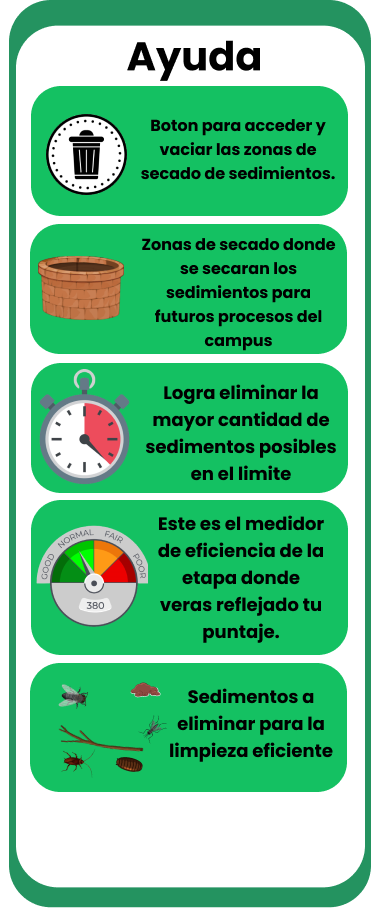 Ayuda
Boton para acceder y
vaciar las zonas de
secado de sedimientos.
Zonas de secado donde
se secaran los
sedimientos para
futuros procesos del
campus
Logra eliminar la
mayor cantidad de
sedimentos posibles
en el limite
GOOD NORMAL FAIR POOR
380
Este es el medidor
de eficiencia de la
etapa donde
veras reflejado tu
puntaje.
Sedimentos a
eliminar para la
limpieza eficiente